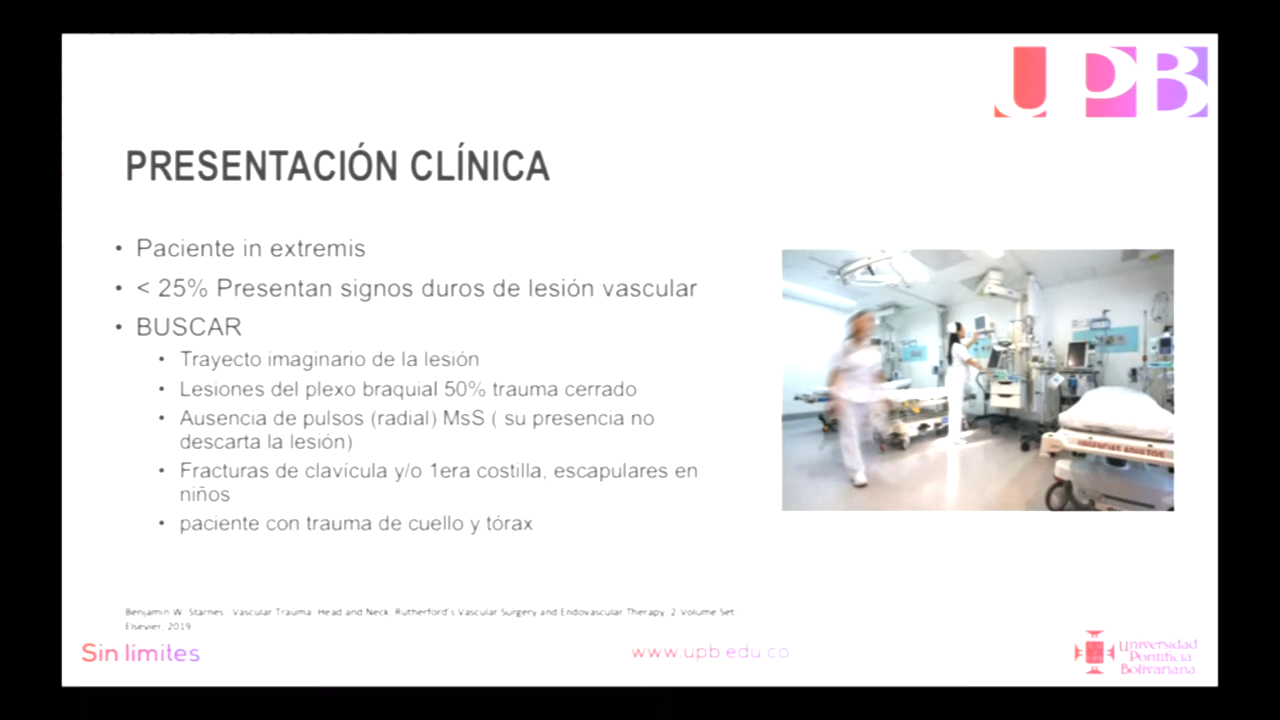 UPB
PRESENTACIÓN CLÍNICA
• Paciente in extremis
• < 25% Presentan signos duros de lesión vascular
• BUSCAR
• Trayecto imaginario de la lesión
• Lesiones del plexo braquial 50% trauma cerrado
• Ausencia de pulsos (radial) MsS ( su presencia no
descarta la lesión)
• Fracturas de clavícula y/o 1era costilla, escapulares en
niños
• paciente con trauma de cuello y tórax
URGENCIAS ADULTOS
Benjamin W. Starnes. Vascular Trauma: Head and Neck. Rutherford's Vascular Surgery and Endovascular Therapy, 2-Volume Set
Elsevier, 2019
Sin limites
www.upb.edu.co
Universidad
Pontificia
Bolivariana